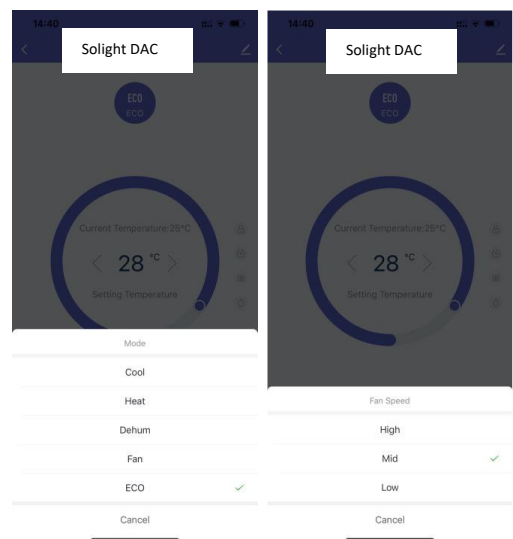 14:40
Solight DAC
ECO
ECO
Current Temperature:25°C
28 °C
Setting Temperature
Mode
Cool
Heat
Dehum
Fan
ECO
Cancel
14:40
Solight DAC
ECO
ECO
Current Temperature:25°C
28 °C
Setting Temperature
Fan Speed
High
Mid
Low
Cancel